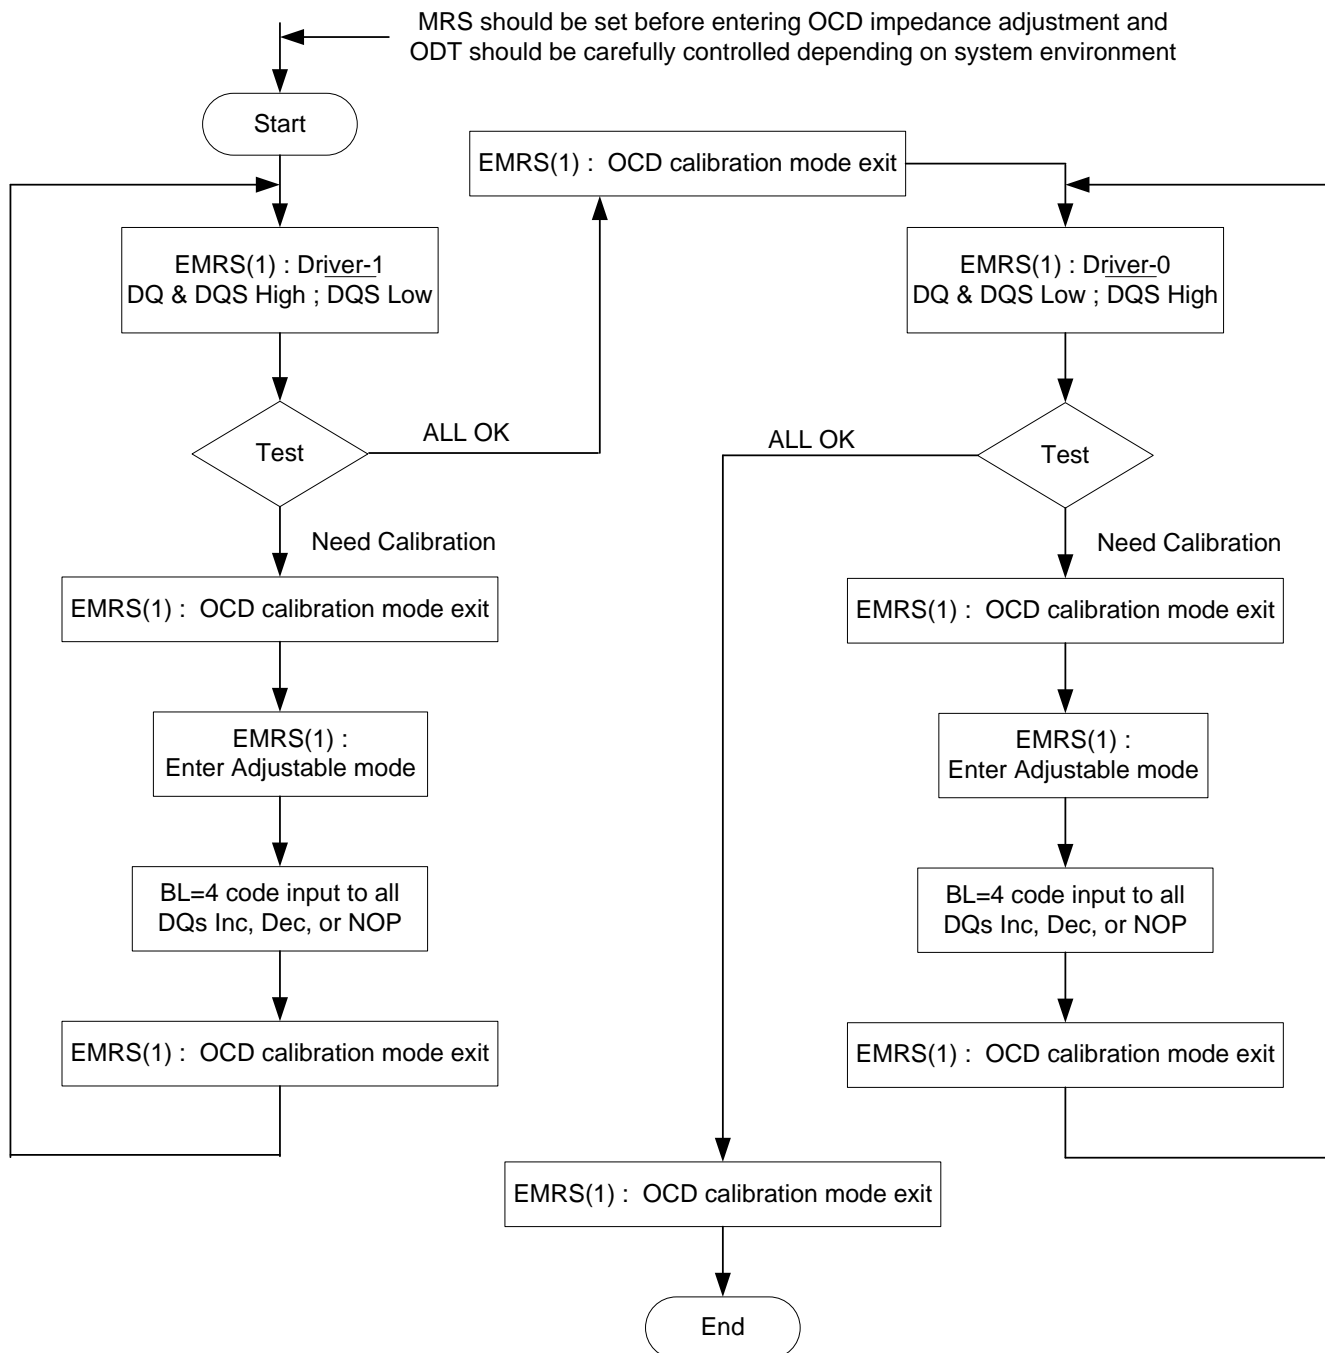 MRS should be set before entering OCD impedance adjustment and
ODT should be carefully controlled depending on system environment
Start
EMRS(1) :  OCD calibration mode exit
EMRS(1) : Driver-1
DQ & DQS High ; D̅Q̅S̅ Low
EMRS(1) : Driver-0
DQ & DQS Low ; D̅Q̅S̅ High
Test
ALL OK
ALL OK
Test
Need Calibration
Need Calibration
EMRS(1) :  OCD calibration mode exit
EMRS(1) :  OCD calibration mode exit
EMRS(1) :
Enter Adjustable mode
EMRS(1) :
Enter Adjustable mode
BL=4 code input to all
DQs Inc, Dec, or NOP
BL=4 code input to all
DQs Inc, Dec, or NOP
EMRS(1) :  OCD calibration mode exit
EMRS(1) :  OCD calibration mode exit
EMRS(1) :  OCD calibration mode exit
End